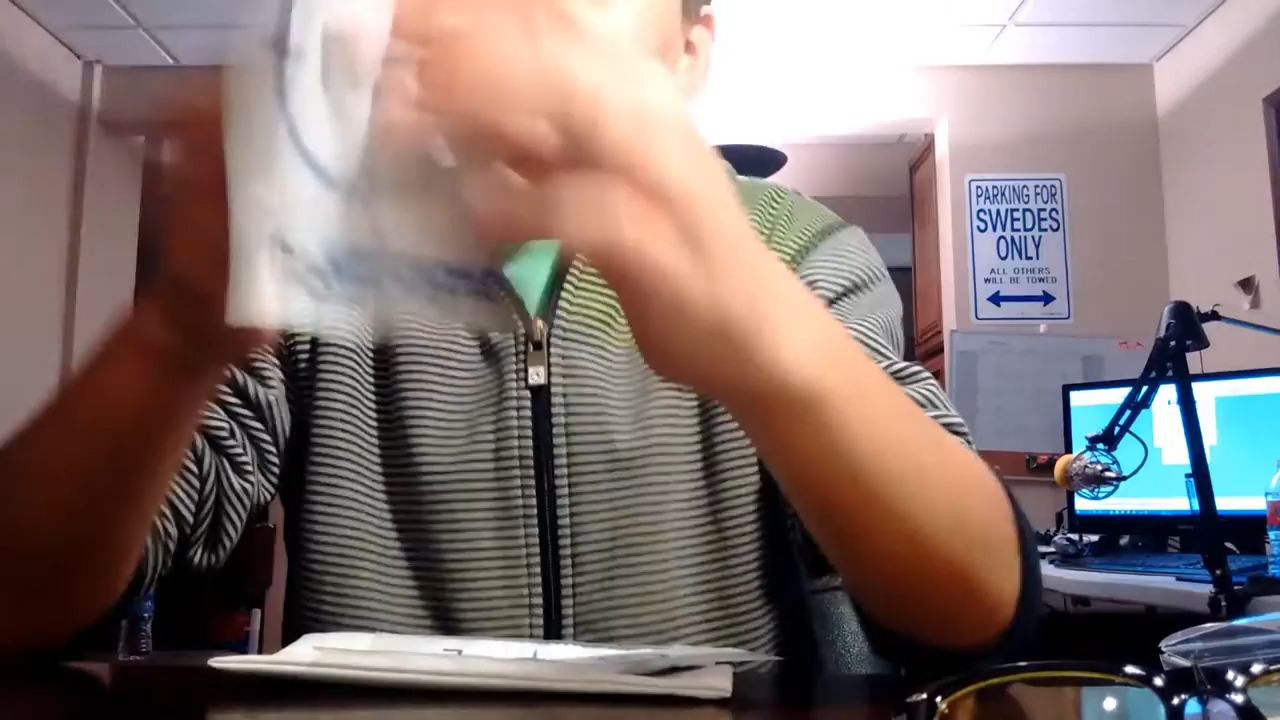 PARKING FOR
SWEDES
ONLY
ALL OTHERS
WILL BE TOWED